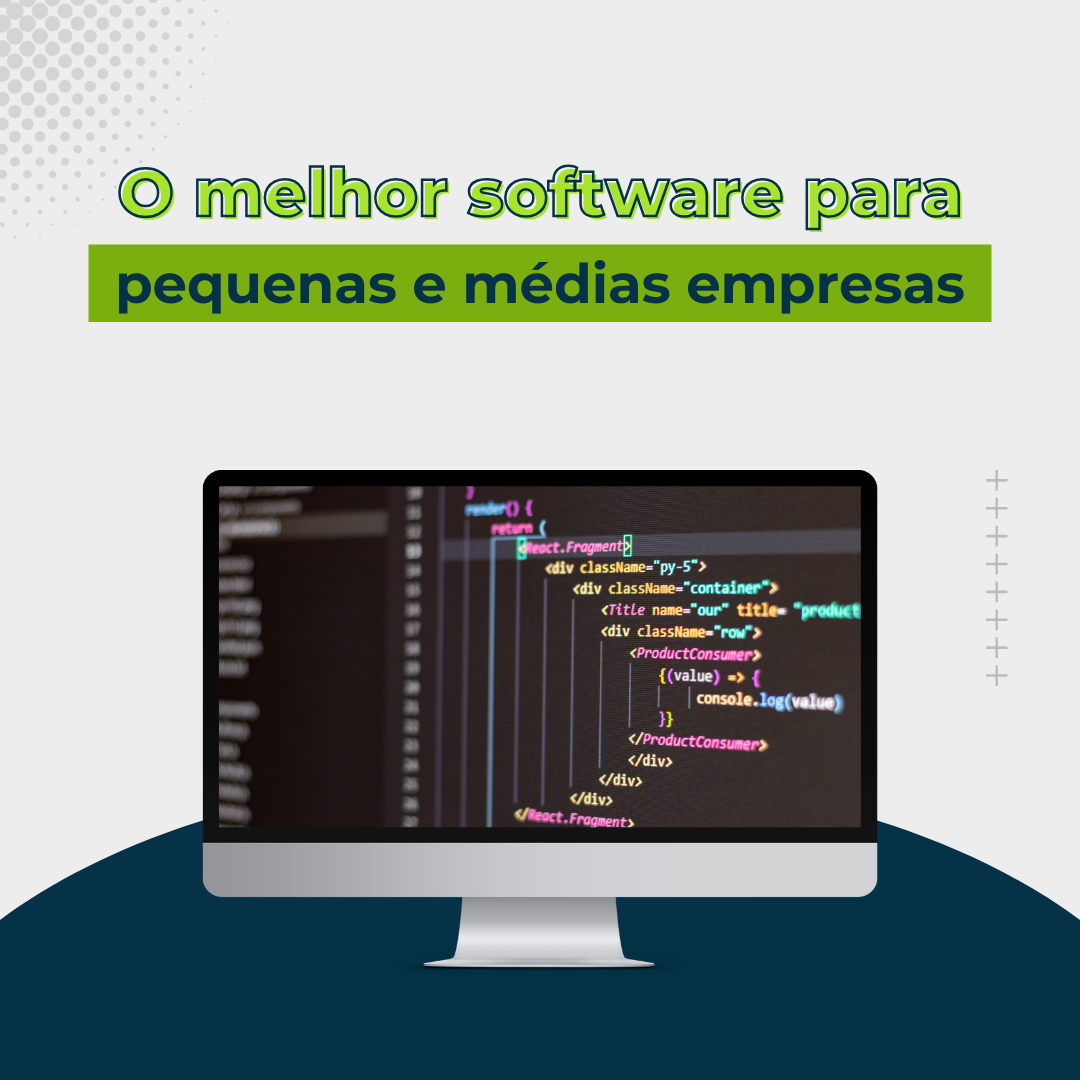 O melhor software para
pequenas e médias empresas
}
render() {
return (
<React.Fragment>
<div className="py-5">
<div className="container">
<Title name="our" title= "product
<div className="row">
<ProductConsumer>
{(value) => {
console.log(value)
}}
</ProductConsumer>
</div>
</div>
</div>
</React.Fragment>